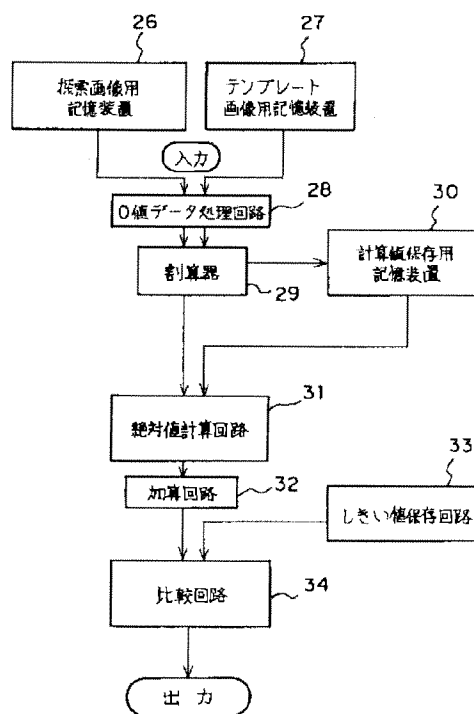 26
27
探索画像用
記憶装置
テンプレート
画像用記憶装置
入力
28
0値データ処理回路
30
割算器
29
計算値保存用
記憶装置
31
絶対値計算回路
33
32
加算回路
しきい値保存回路
比較回路
34
出力